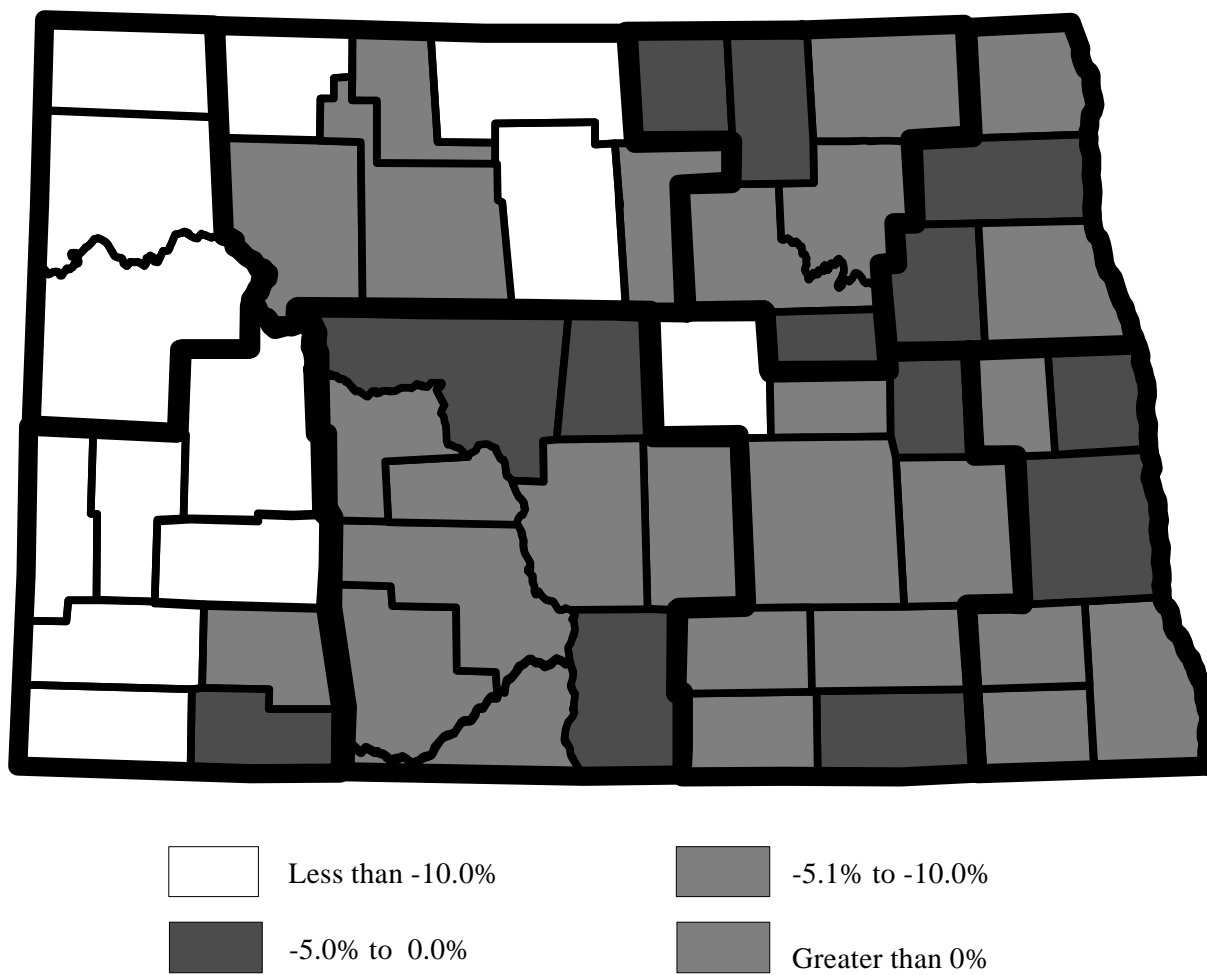 Less than -10.0%
-5.1% to -10.0%
-5.0% to 0.0%
Greater than 0%